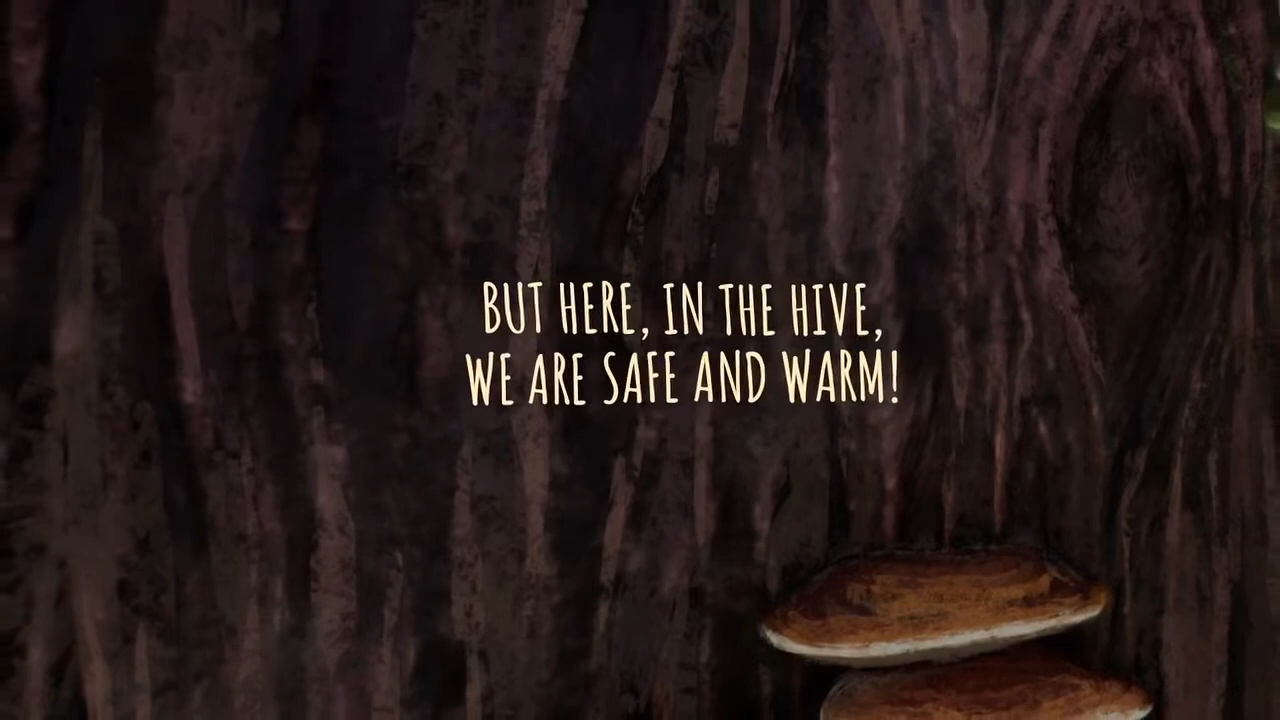 BUT HERE, IN THE HIVE,
WE ARE SAFE AND WARM!